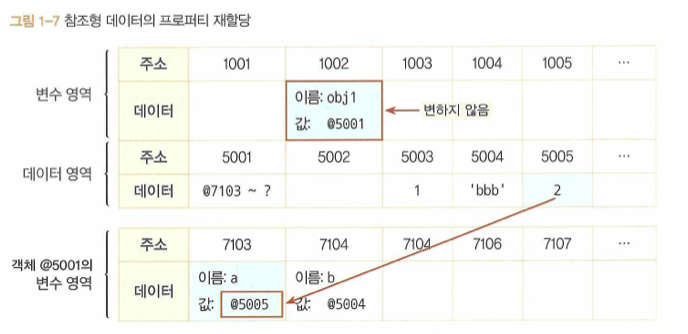 그림 1-7 참조형 데이터의 프로퍼티 재할당
변수 영역
주소 1001 1002 1003 1004 1005 ...
데이터 이름: obj1
값: @5001
변하지 않음
데이터 영역
주소 5001 5002 5003 5004 5005 ...
데이터 @7103 ~ ? 1 'bbb' 2
객체 @5001의
변수 영역
주소 7103 7104 7104 7106 7107 ...
데이터 이름: a 이름: b
값: @5005 값: @5004